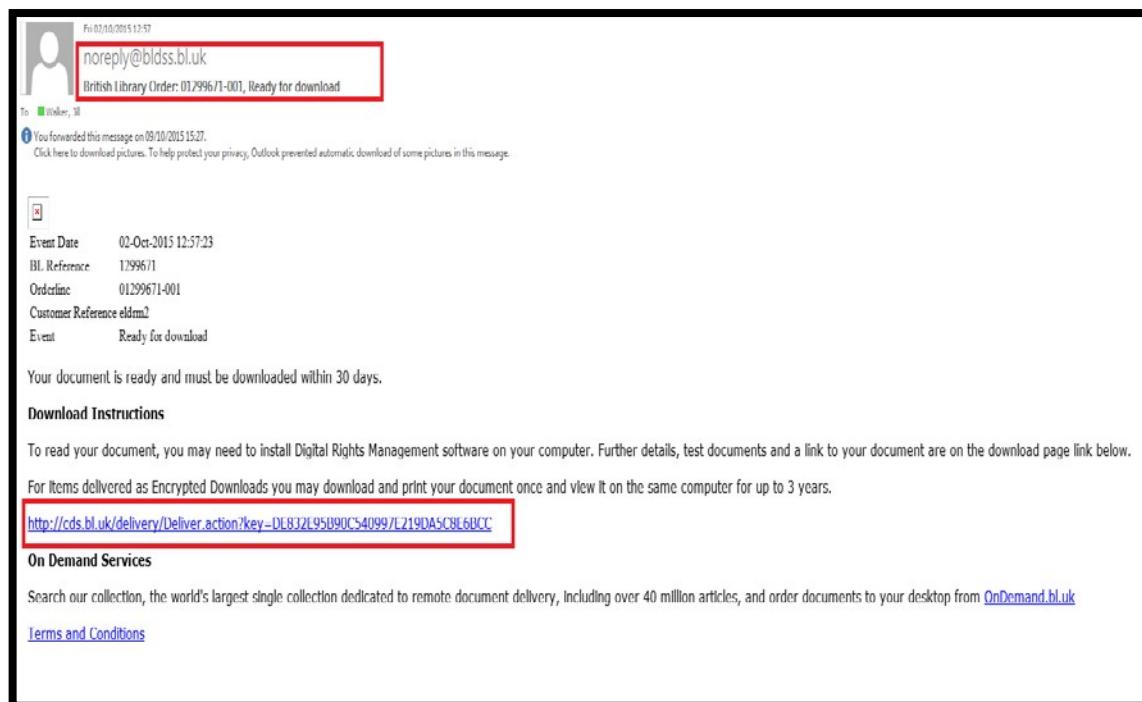 Fri 02/10/2015 12:57
noreply@bldss.bl.uk
British Library Order: 01299671-001, Ready for download
To Walker, Jill
You forwarded this message on 09/10/2015 15:27.
Click here to download pictures. To help protect your privacy, Outlook prevented automatic download of some pictures in this message.
Event Date 02-Oct-2015 12:57:23
BL Reference 1299671
Orderline 01299671-001
Customer Reference eldrm2
Event Ready for download
Your document is ready and must be downloaded within 30 days.
Download Instructions
To read your document, you may need to install Digital Rights Management software on your computer. Further details, test documents and a link to your document are on the download page link below.
For items delivered as Encrypted Downloads you may download and print your document once and view it on the same computer for up to 3 years.
http://cds.bl.uk/delivery/Deliver.action?key=DE832E95B90C540997E219DA5C8E6BCC
On Demand Services
Search our collection, the world's largest single collection dedicated to remote document delivery, including over 40 million articles, and order documents to your desktop from OnDemand.bl.uk
Terms and Conditions